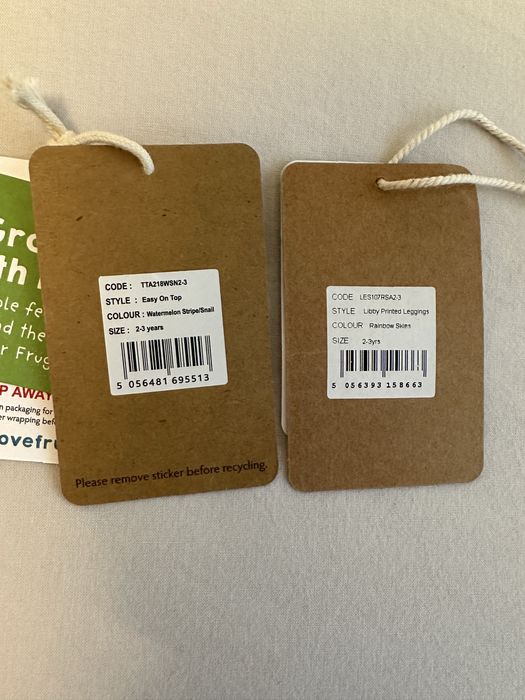 CODE : TTA218WSN2-3
STYLE : Easy On Top
COLOUR : Watermelon Stripe/Snail
SIZE : 2-3 years
5 056481 695513
Please remove sticker before recycling.
CODE LES107RSA2-3
STYLE Libby Printed Leggings
COLOUR Rainbow Skies
SIZE 2-3yrs
5 056393 158663